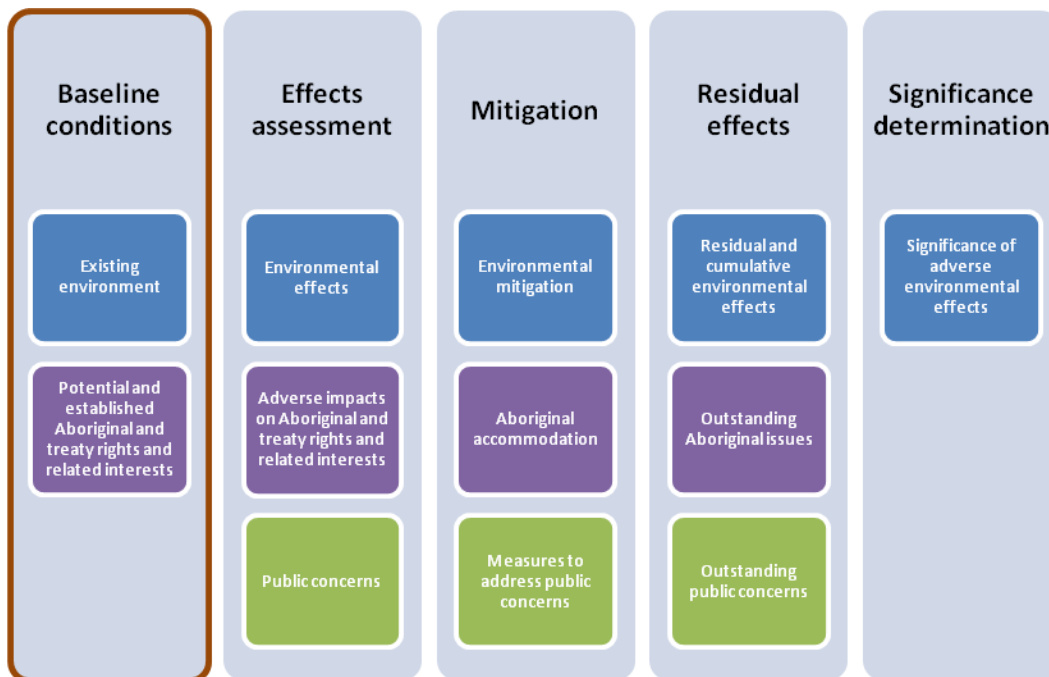 Baseline
conditions
Effects
assessment
Mitigation
Residual
effects
Significance
determination
Existing
environment
Environmental
effects
Environmental
mitigation
Residual and
cumulative
environmental
effects
Significance of
adverse
environmental
effects
Potential and
established
Aboriginal and
treaty rights and
related interests
Adverse impacts
on Aboriginal and
treaty rights and
related interests
Aboriginal
accommodation
Outstanding
Aboriginal issues
Public concerns
Measures to
address public
concerns
Outstanding
public concerns